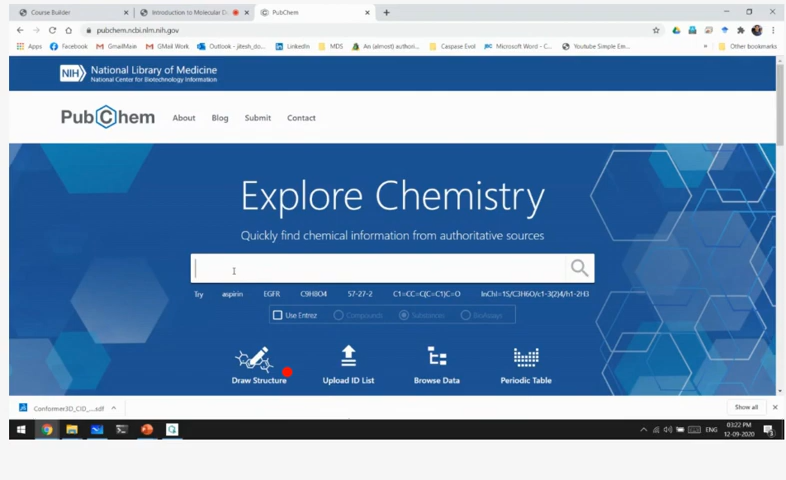 Course Builder
Introduction to Molecular D
PubChem
pubchem.ncbi.nlm.nih.gov
Apps Facebook GmailMain GMail Work Outlook - jitesh_do... LinkedIn MDS An (almost) authori... Caspase Evol Microsoft Word - C... Youtube Simple Em... » Other bookmarks
NIH National Library of Medicine
National Center for Biotechnology Information
PubChem About Blog Submit Contact
Explore Chemistry
Quickly find chemical information from authoritative sources
Try aspirin EGFR C9H8O4 57-27-2 C1=CC=C(C=C1)C=O InChI=1S/C3H6O/c1-3(2)4/h1-2H3
Use Entrez Compounds Substances BioAssays
Draw Structure Upload ID List Browse Data Periodic Table
Conformer3D_CID_....sdf Show all
ENG 03:22 PM
12-09-2020